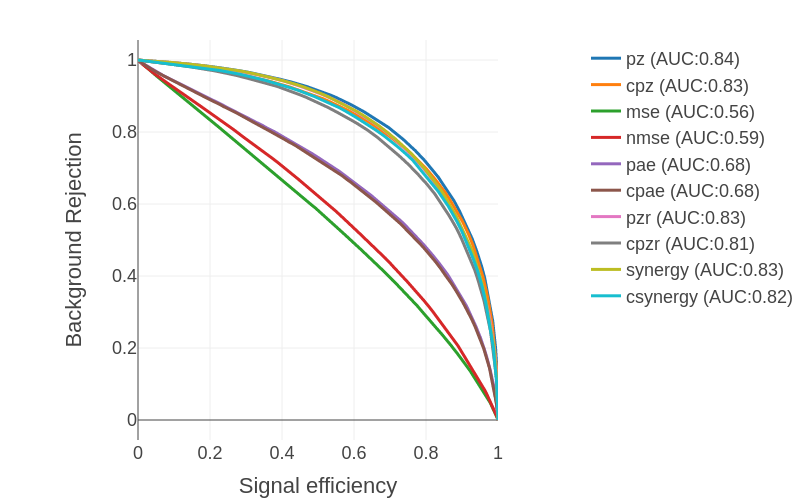 1
0.8
0.6
0.4
0.2
0
0
0.2
0.4
0.6
0.8
1
Background Rejection
Signal efficiency
pz (AUC:0.84)
cpz (AUC:0.83)
mse (AUC:0.56)
nmse (AUC:0.59)
pae (AUC:0.68)
cpae (AUC:0.68)
pzr (AUC:0.83)
cpzr (AUC:0.81)
synergy (AUC:0.83)
csynergy (AUC:0.82)